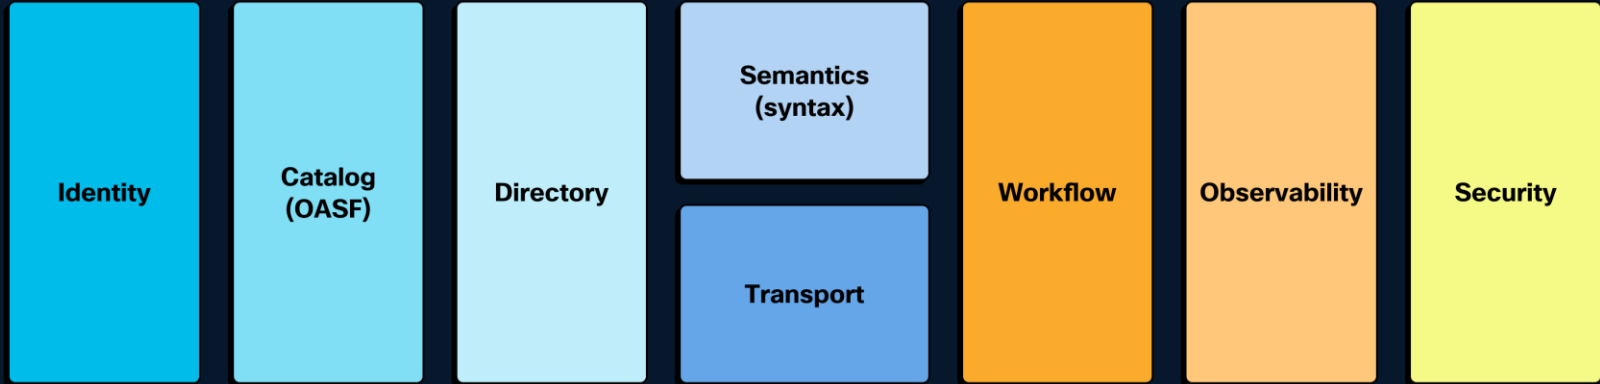 Identity
Catalog
(OASF)
Directory
Semantics
(syntax)
Transport
Workflow
Observability
Security